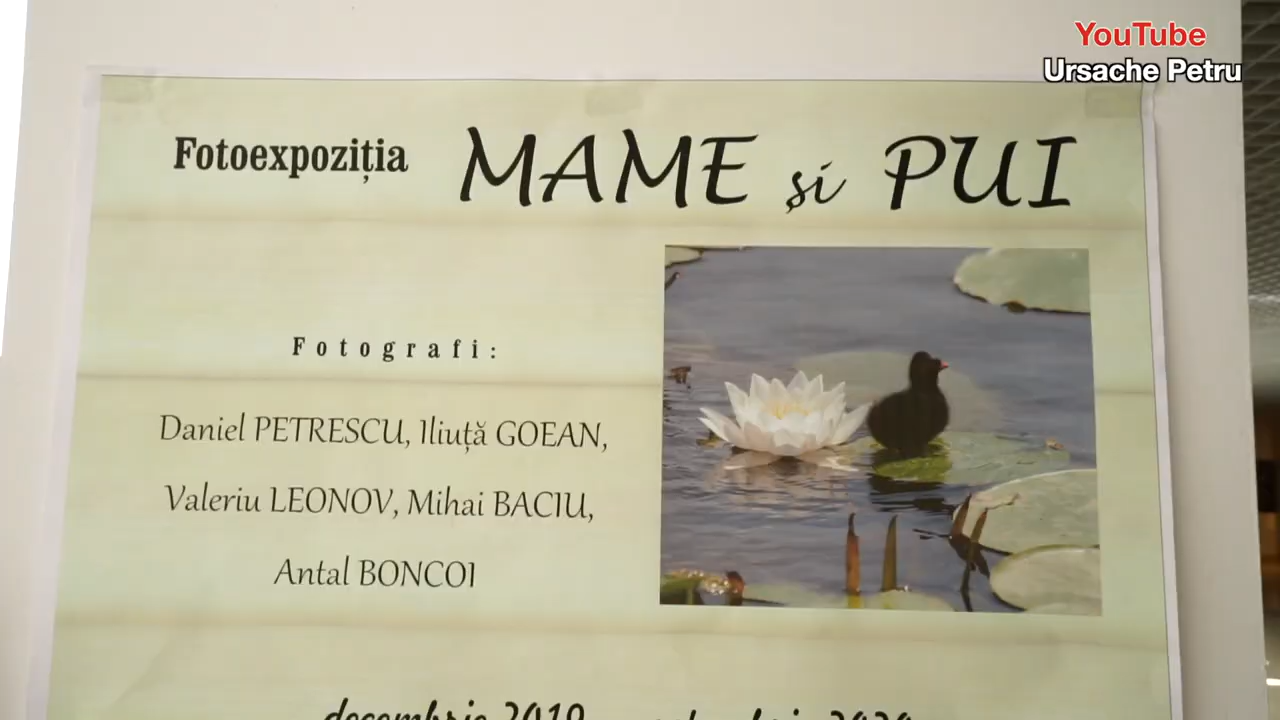 YouTube
Ursache Petru
Fotoexpoziția MAME și PUI
Fotografi:
Daniel PETRESCU, Iliuță GOEAN,
Valeriu LEONOV, Mihai BACIU,
Antal BONCOI
decembrie 2019